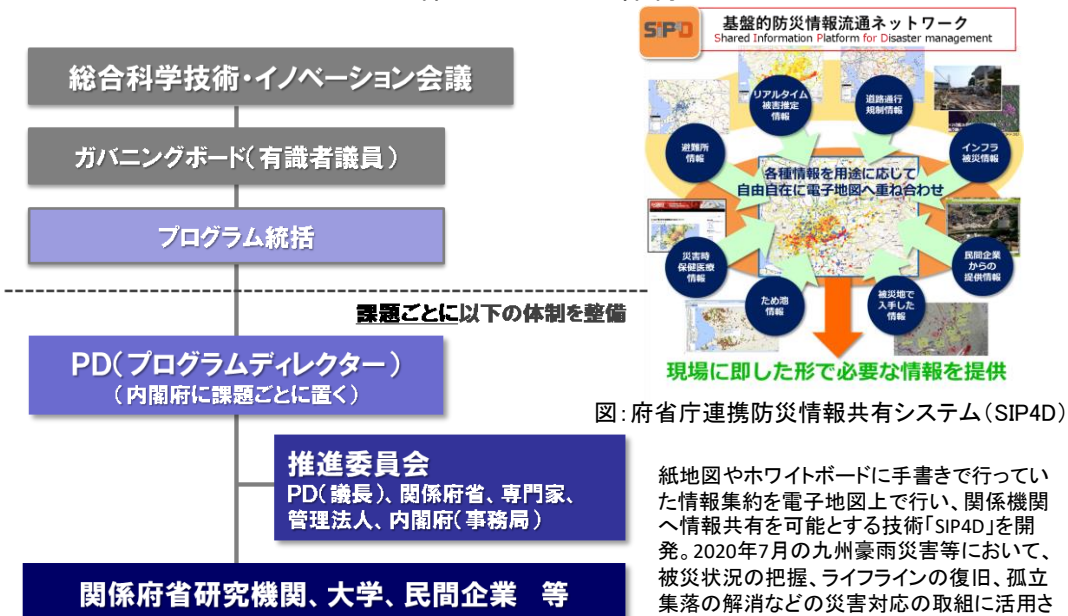 総合科学技術・イノベーション会議
ガバニングボード(有識者議員)
プログラム統括
課題ごとに以下の体制を整備
PD(プログラムディレクター)
(内閣府に課題ごとに置く)
推進委員会
PD(議長)、関係府省、専門家、
管理法人、内閣府(事務局)
関係府省研究機関、大学、民間企業 等
SIP4D
基盤的防災情報流通ネットワーク
Shared Information Platform for Disaster management
リアルタイム
被害推定
情報
道路通行
規制情報
避難所
情報
インフラ
被災情報
各種情報を用途に応じて
自由自在に電子地図へ重ね合わせ
災害時
保健医療
情報
民間企業
からの
提供情報
ため池
情報
被災地で
入手した
情報
現場に即した形で必要な情報を提供
図:府省庁連携防災情報共有システム(SIP4D)
紙地図やホワイトボードに手書きで行ってい
た情報集約を電子地図上で行い、関係機関
へ情報共有を可能とする技術「SIP4D」を開
発。2020年7月の九州豪雨災害等において、
被災状況の把握、ライフラインの復旧、孤立
集落の解消などの災害対応の取組に活用さ